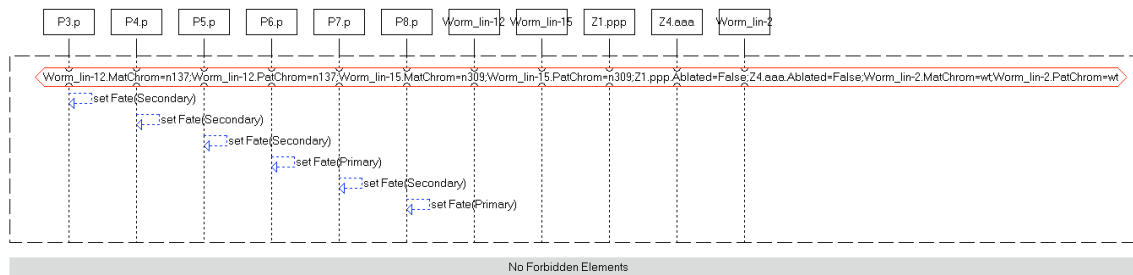 P3.p P4.p P5.p P6.p P7.p P8.p Worm_lin-12 Worm_lin-15 Z1.ppp Z4.aaa Worm_lin-2
Worm_lin-12.MatChrom=n137;Worm_lin-12.PatChrom=n137;Worm_lin-15.MatChrom=n309;Worm_lin-15.PatChrom=n309;Z1.ppp.Ablated=False;Z4.aaa.Ablated=False;Worm_lin-2.MatChrom=wt;Worm_lin-2.PatChrom=wt
set Fate(Secondary)
set Fate(Secondary)
set Fate(Secondary)
set Fate(Primary)
set Fate(Secondary)
set Fate(Primary)
No Forbidden Elements